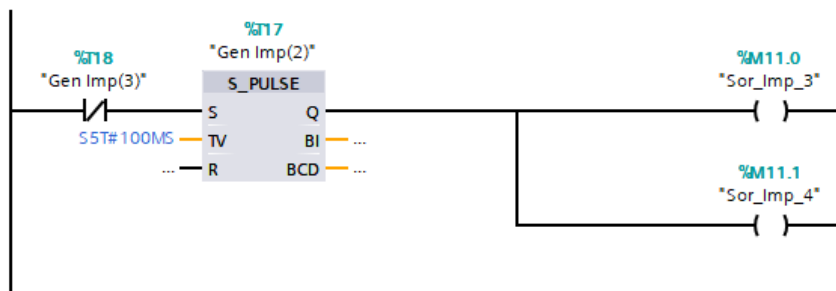 %T17
"Gen Imp(2)"
%T18
"Gen Imp(3)"
S_PULSE
S Q
S5T#100MS TV BI ...
... R BCD ...
%M11.0
"Sor_Imp_3"
%M11.1
"Sor_Imp_4"